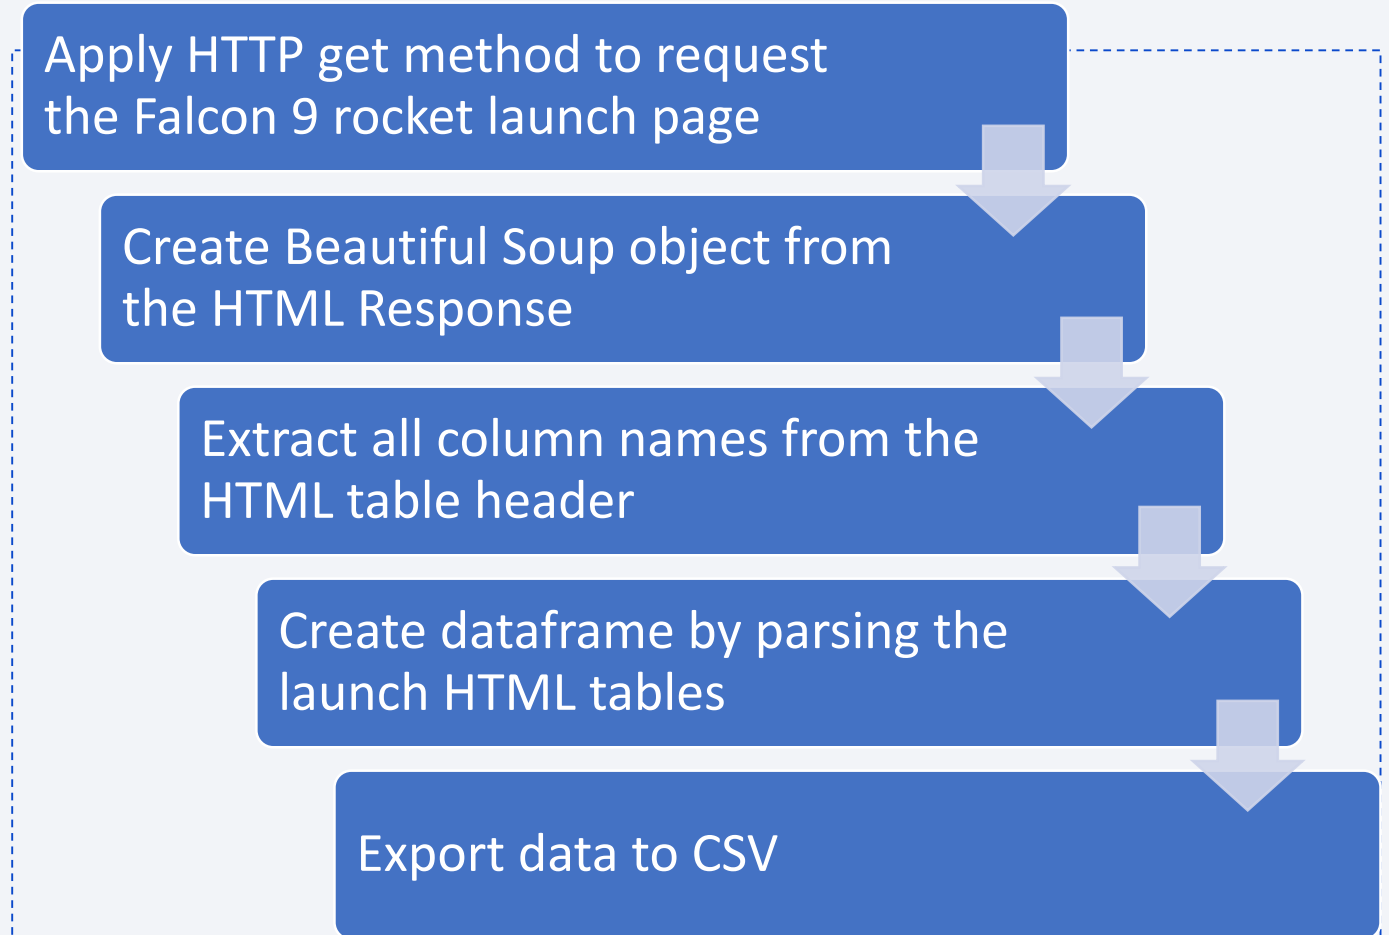 Apply HTTP get method to request
the Falcon 9 rocket launch page
Create Beautiful Soup object from
the HTML Response
Extract all column names from the
HTML table header
Create dataframe by parsing the
launch HTML tables
Export data to CSV